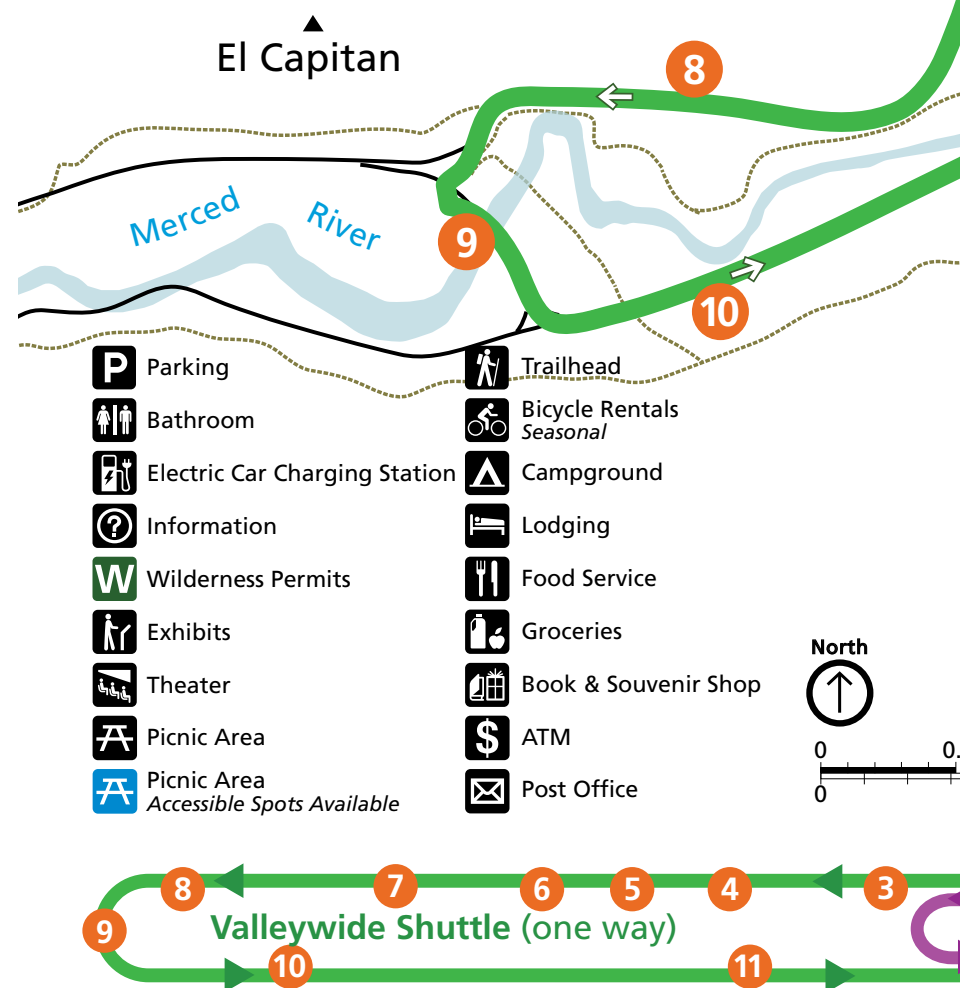 El Capitan
8
Merced
River
9
10
P Parking
Bathroom
Electric Car Charging Station
? Information
W Wilderness Permits
Exhibits
Theater
Picnic Area
Picnic Area
Accessible Spots Available
Trailhead
Bicycle Rentals
Seasonal
Campground
Lodging
Food Service
Groceries
Book & Souvenir Shop
$ ATM
Post Office
North
0 0.
0
8 7 6 5 4 3
9 Valleywide Shuttle (one way)
10 11